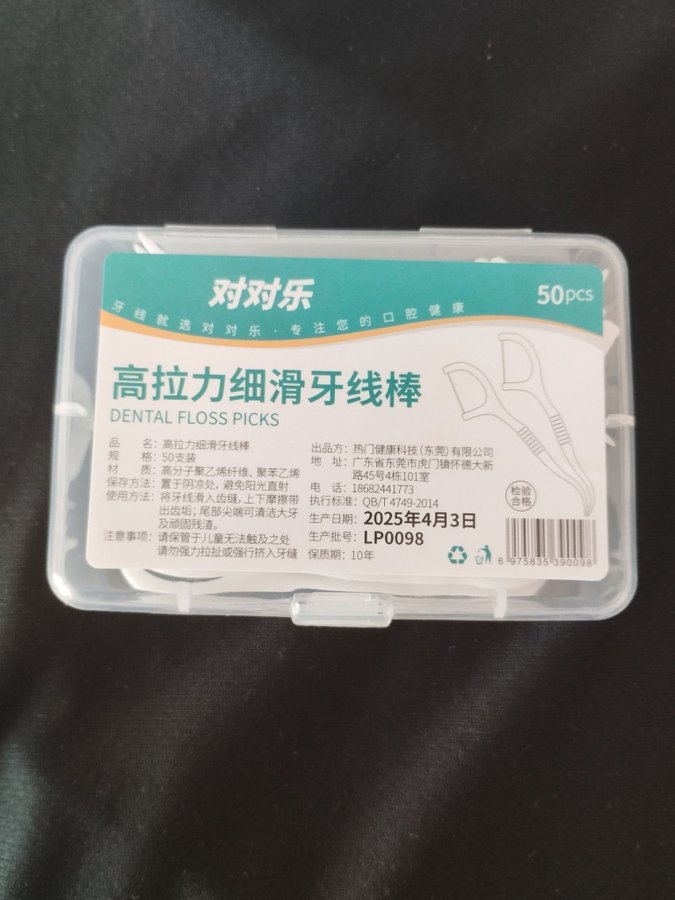 对对乐
50pcs
牙线就选对对乐·专注您的口腔健康
高拉力细滑牙线棒
DENTAL FLOSS PICKS
品 名：高拉力细滑牙线棒
规 格：50支装
材 质：高分子聚乙烯纤维、聚苯乙烯
保存方法：置于阴凉处，避免阳光直射
使用方法：将牙线滑入齿缝，上下摩擦带
出齿垢；尾部尖端可清洁大牙
及顽固残渣。
注意事项：请保管于儿童无法触及之处
请勿强力拉扯或强行挤入牙缝
出品方：热门健康科技（东莞）有限公司
地 址：广东省东莞市虎门镇怀德大新
路45号4栋101室
电 话：18682441773
执行标准：QB/T 4749-2014
生产日期：2025年4月3日
生产批号：LP0098
保质期：10年
检验
合格
6 975835 390098